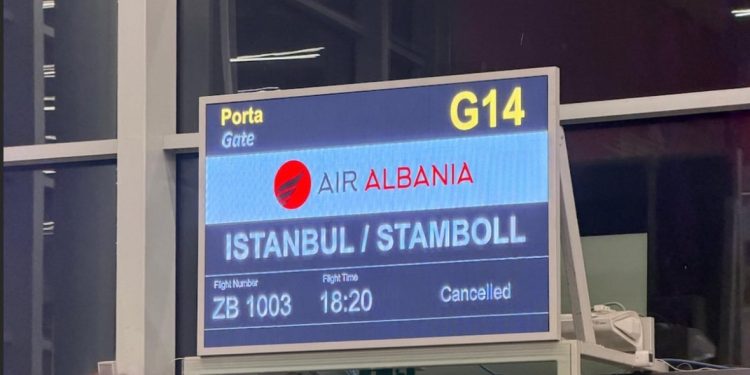 Porta G14
Gate
AIR ALBANIA
ISTANBUL / STAMBOLL
Flight Number Flight Time
ZB 1003 18:20 Cancelled